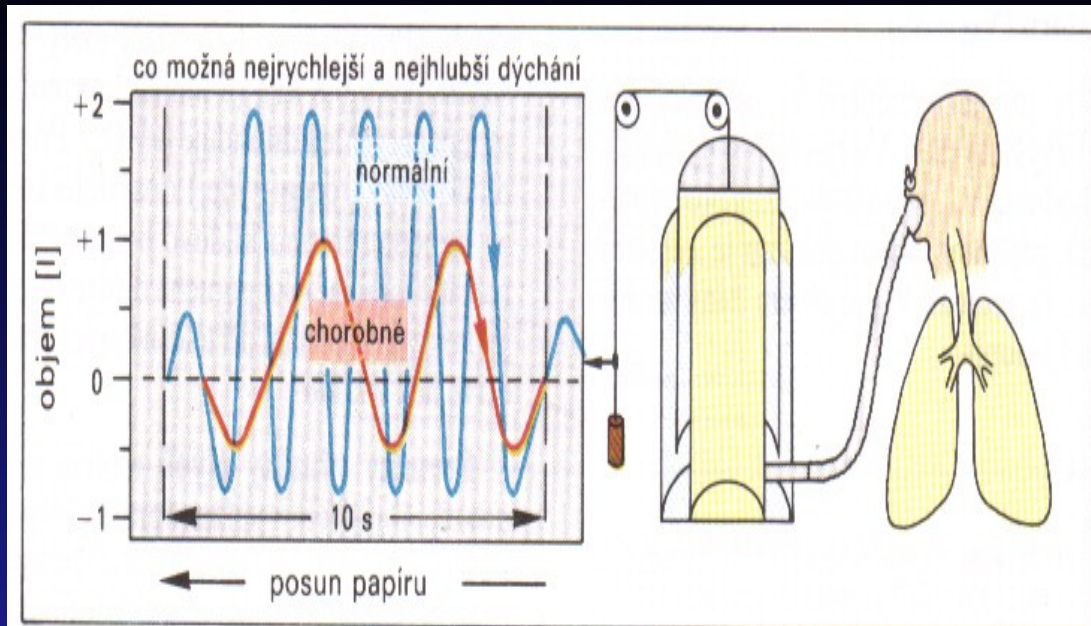 co možná nejrychlejší a nejhlubší dýchání
+2
normální
+1
objem [l]
chorobné
0
−1
10 s
posun papíru